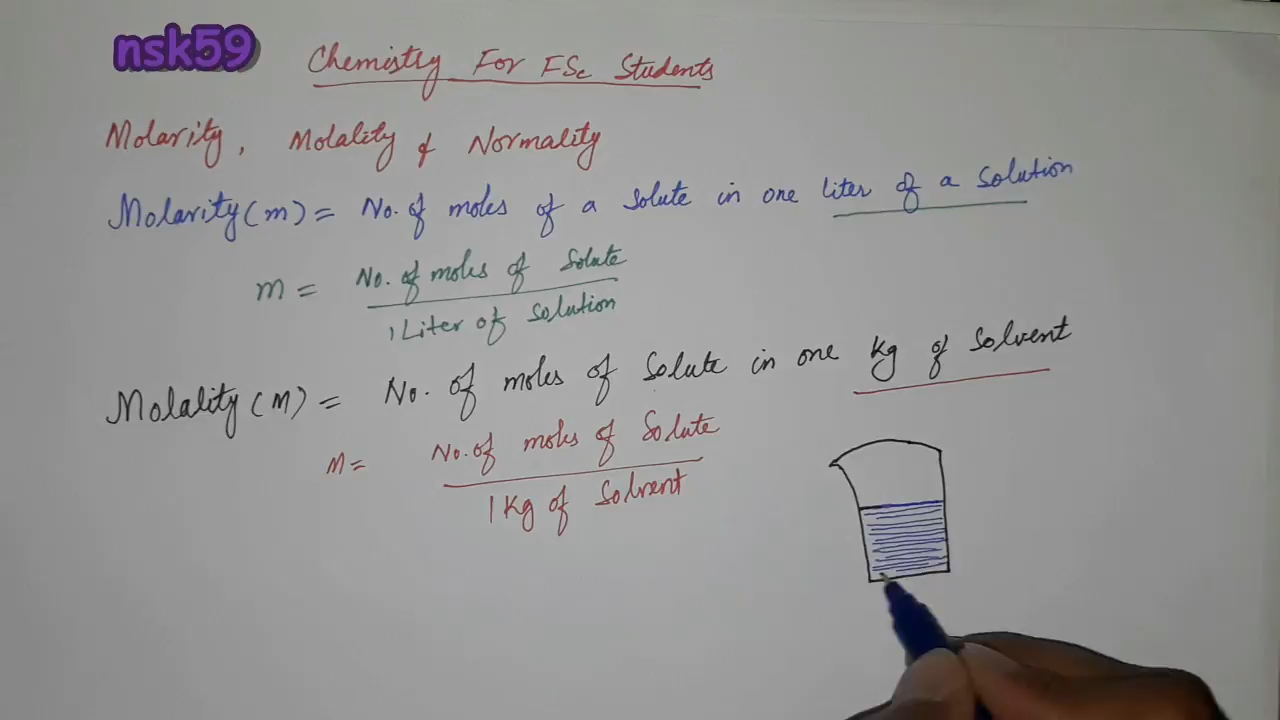 nsk59
Chemistry For FSc Students
Molarity, Molality & Normality
Molarity (m) = No. of moles of a Solute in one liter of a solution
m = No. of moles of Solute
1 Liter of Solution
Molality (M) = No. of moles of Solute in one Kg of Solvent
M = No. of moles of Solute
1 Kg of Solvent